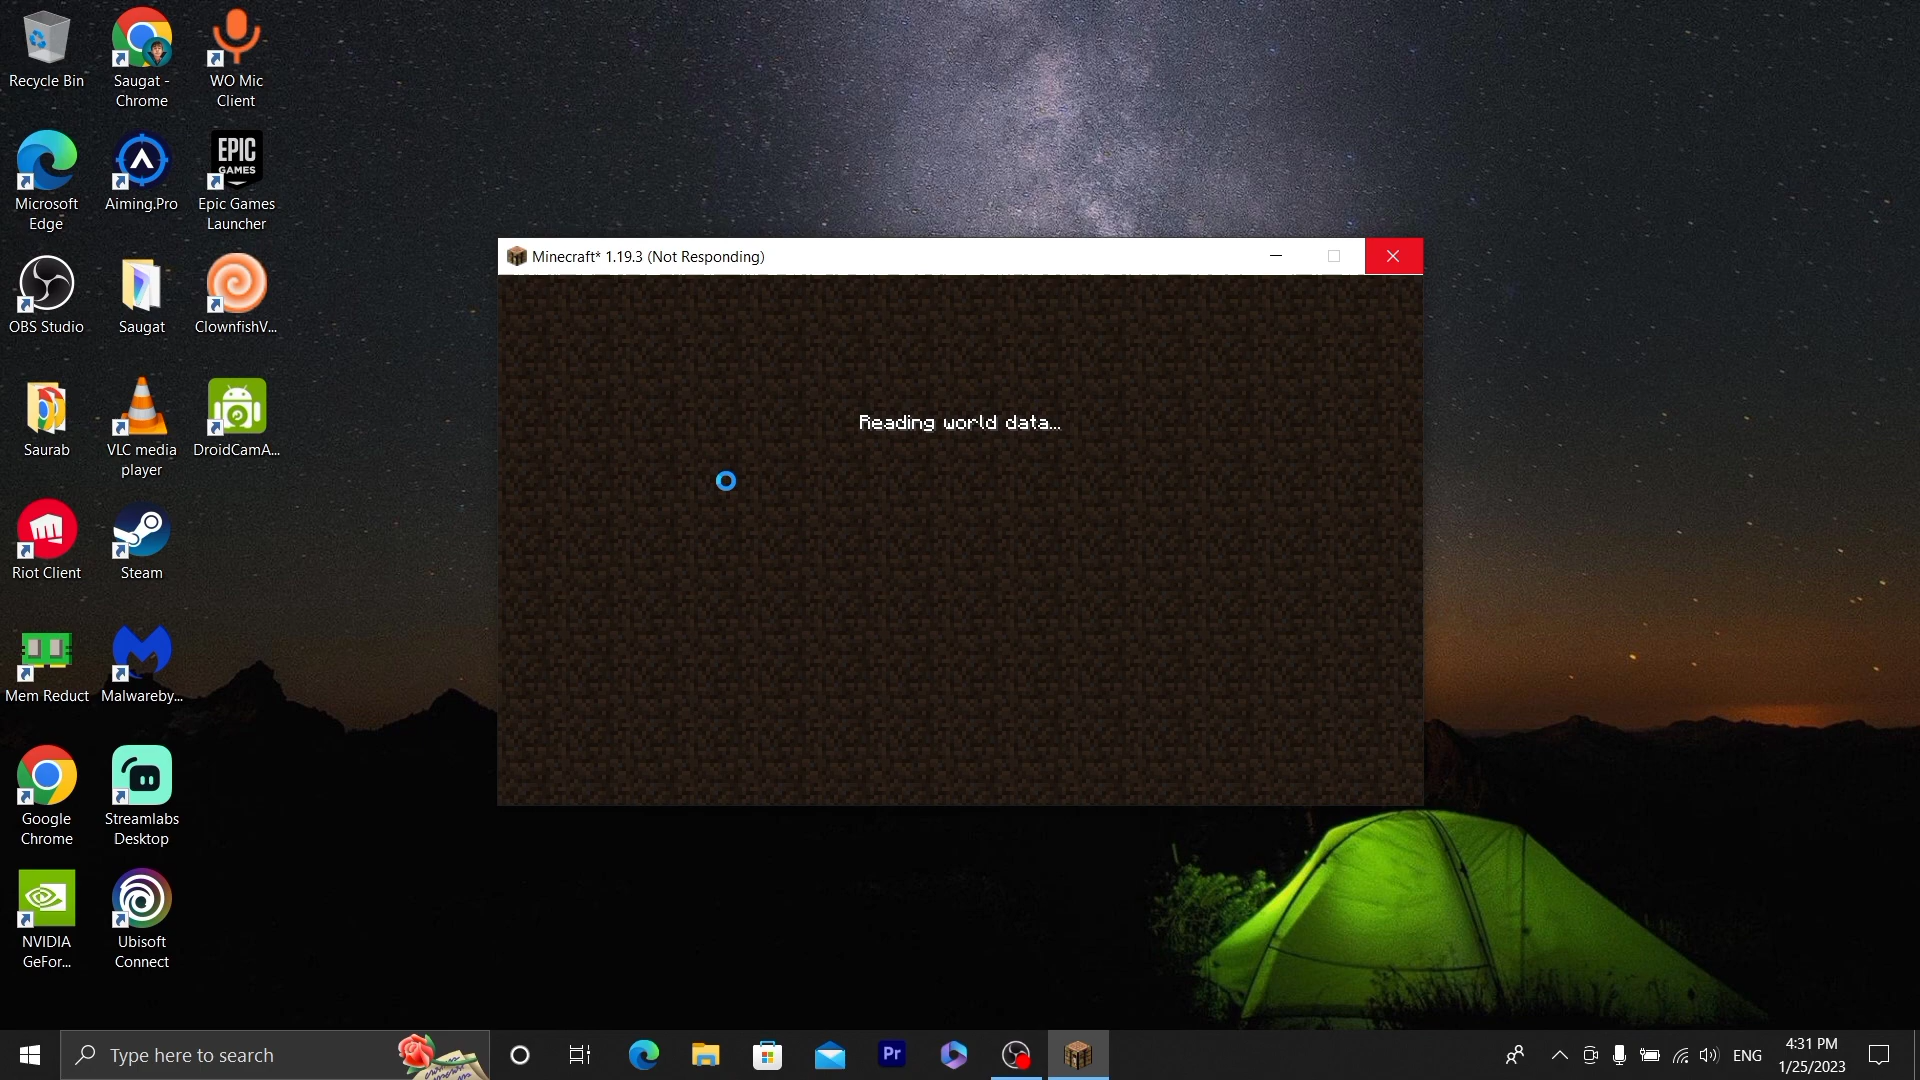 Recycle Bin
Saugat -
Chrome
WO Mic
Client
Microsoft
Edge
Aiming.Pro
EPIC
GAMES
Epic Games
Launcher
OBS Studio
Saugat
ClownfishV...
Saurab
VLC media
player
DroidCamA...
Riot Client
Steam
Mem Reduct
Malwareby...
Google
Chrome
Streamlabs
Desktop
NVIDIA
GeFor...
Ubisoft
Connect
Minecraft* 1.19.3 (Not Responding)
Reading world data...
Type here to search
Pr
ENG
4:31 PM
1/25/2023